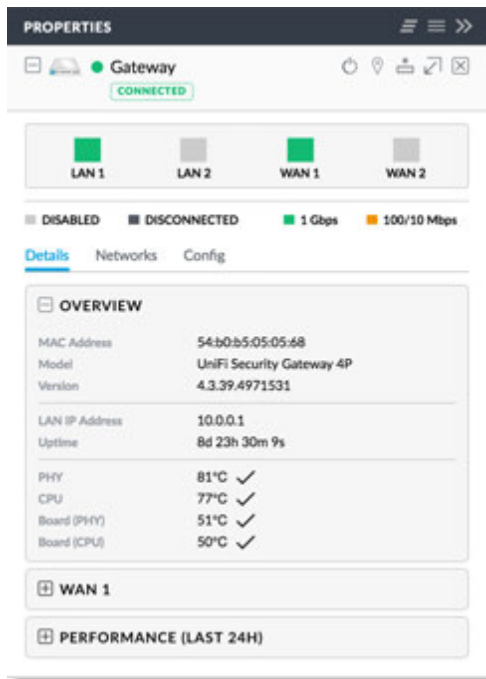 PROPERTIES
Gateway
CONNECTED
LAN 1 LAN 2 WAN 1 WAN 2
DISABLED DISCONNECTED 1 Gbps 100/10 Mbps
Details Networks Config
OVERVIEW
MAC Address 54:b0:b5:05:05:68
Model UniFi Security Gateway 4P
Version 4.3.39.4971531
LAN IP Address 10.0.0.1
Uptime 8d 23h 30m 9s
PHY 81°C
CPU 77°C
Board (PHY) 51°C
Board (CPU) 50°C
WAN 1
PERFORMANCE (LAST 24H)